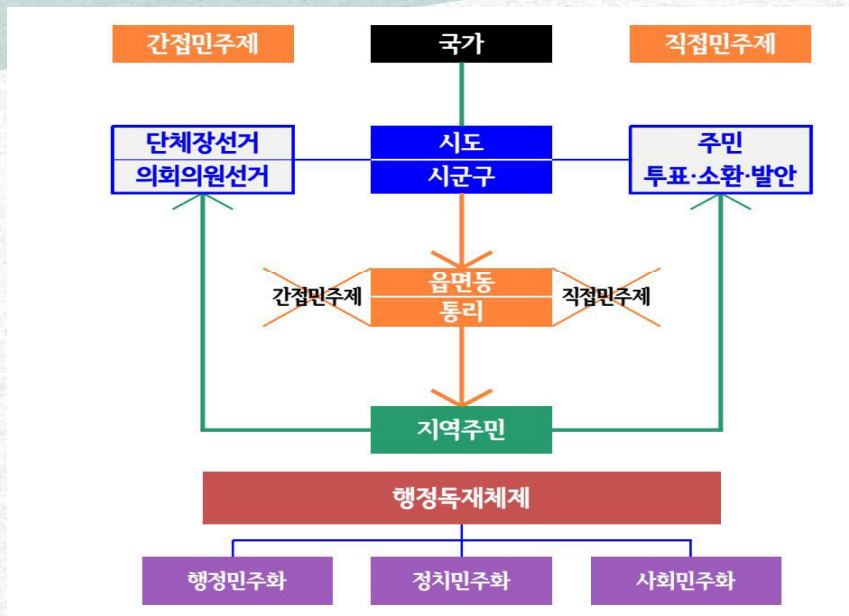 간접민주제
국가
직접민주제
단체장선거
의회의원선거
시도
시군구
주민
투표·소환·발안
간접민주제
읍면동
통리
직접민주제
지역주민
행정독재체제
행정민주화
정치민주화
사회민주화